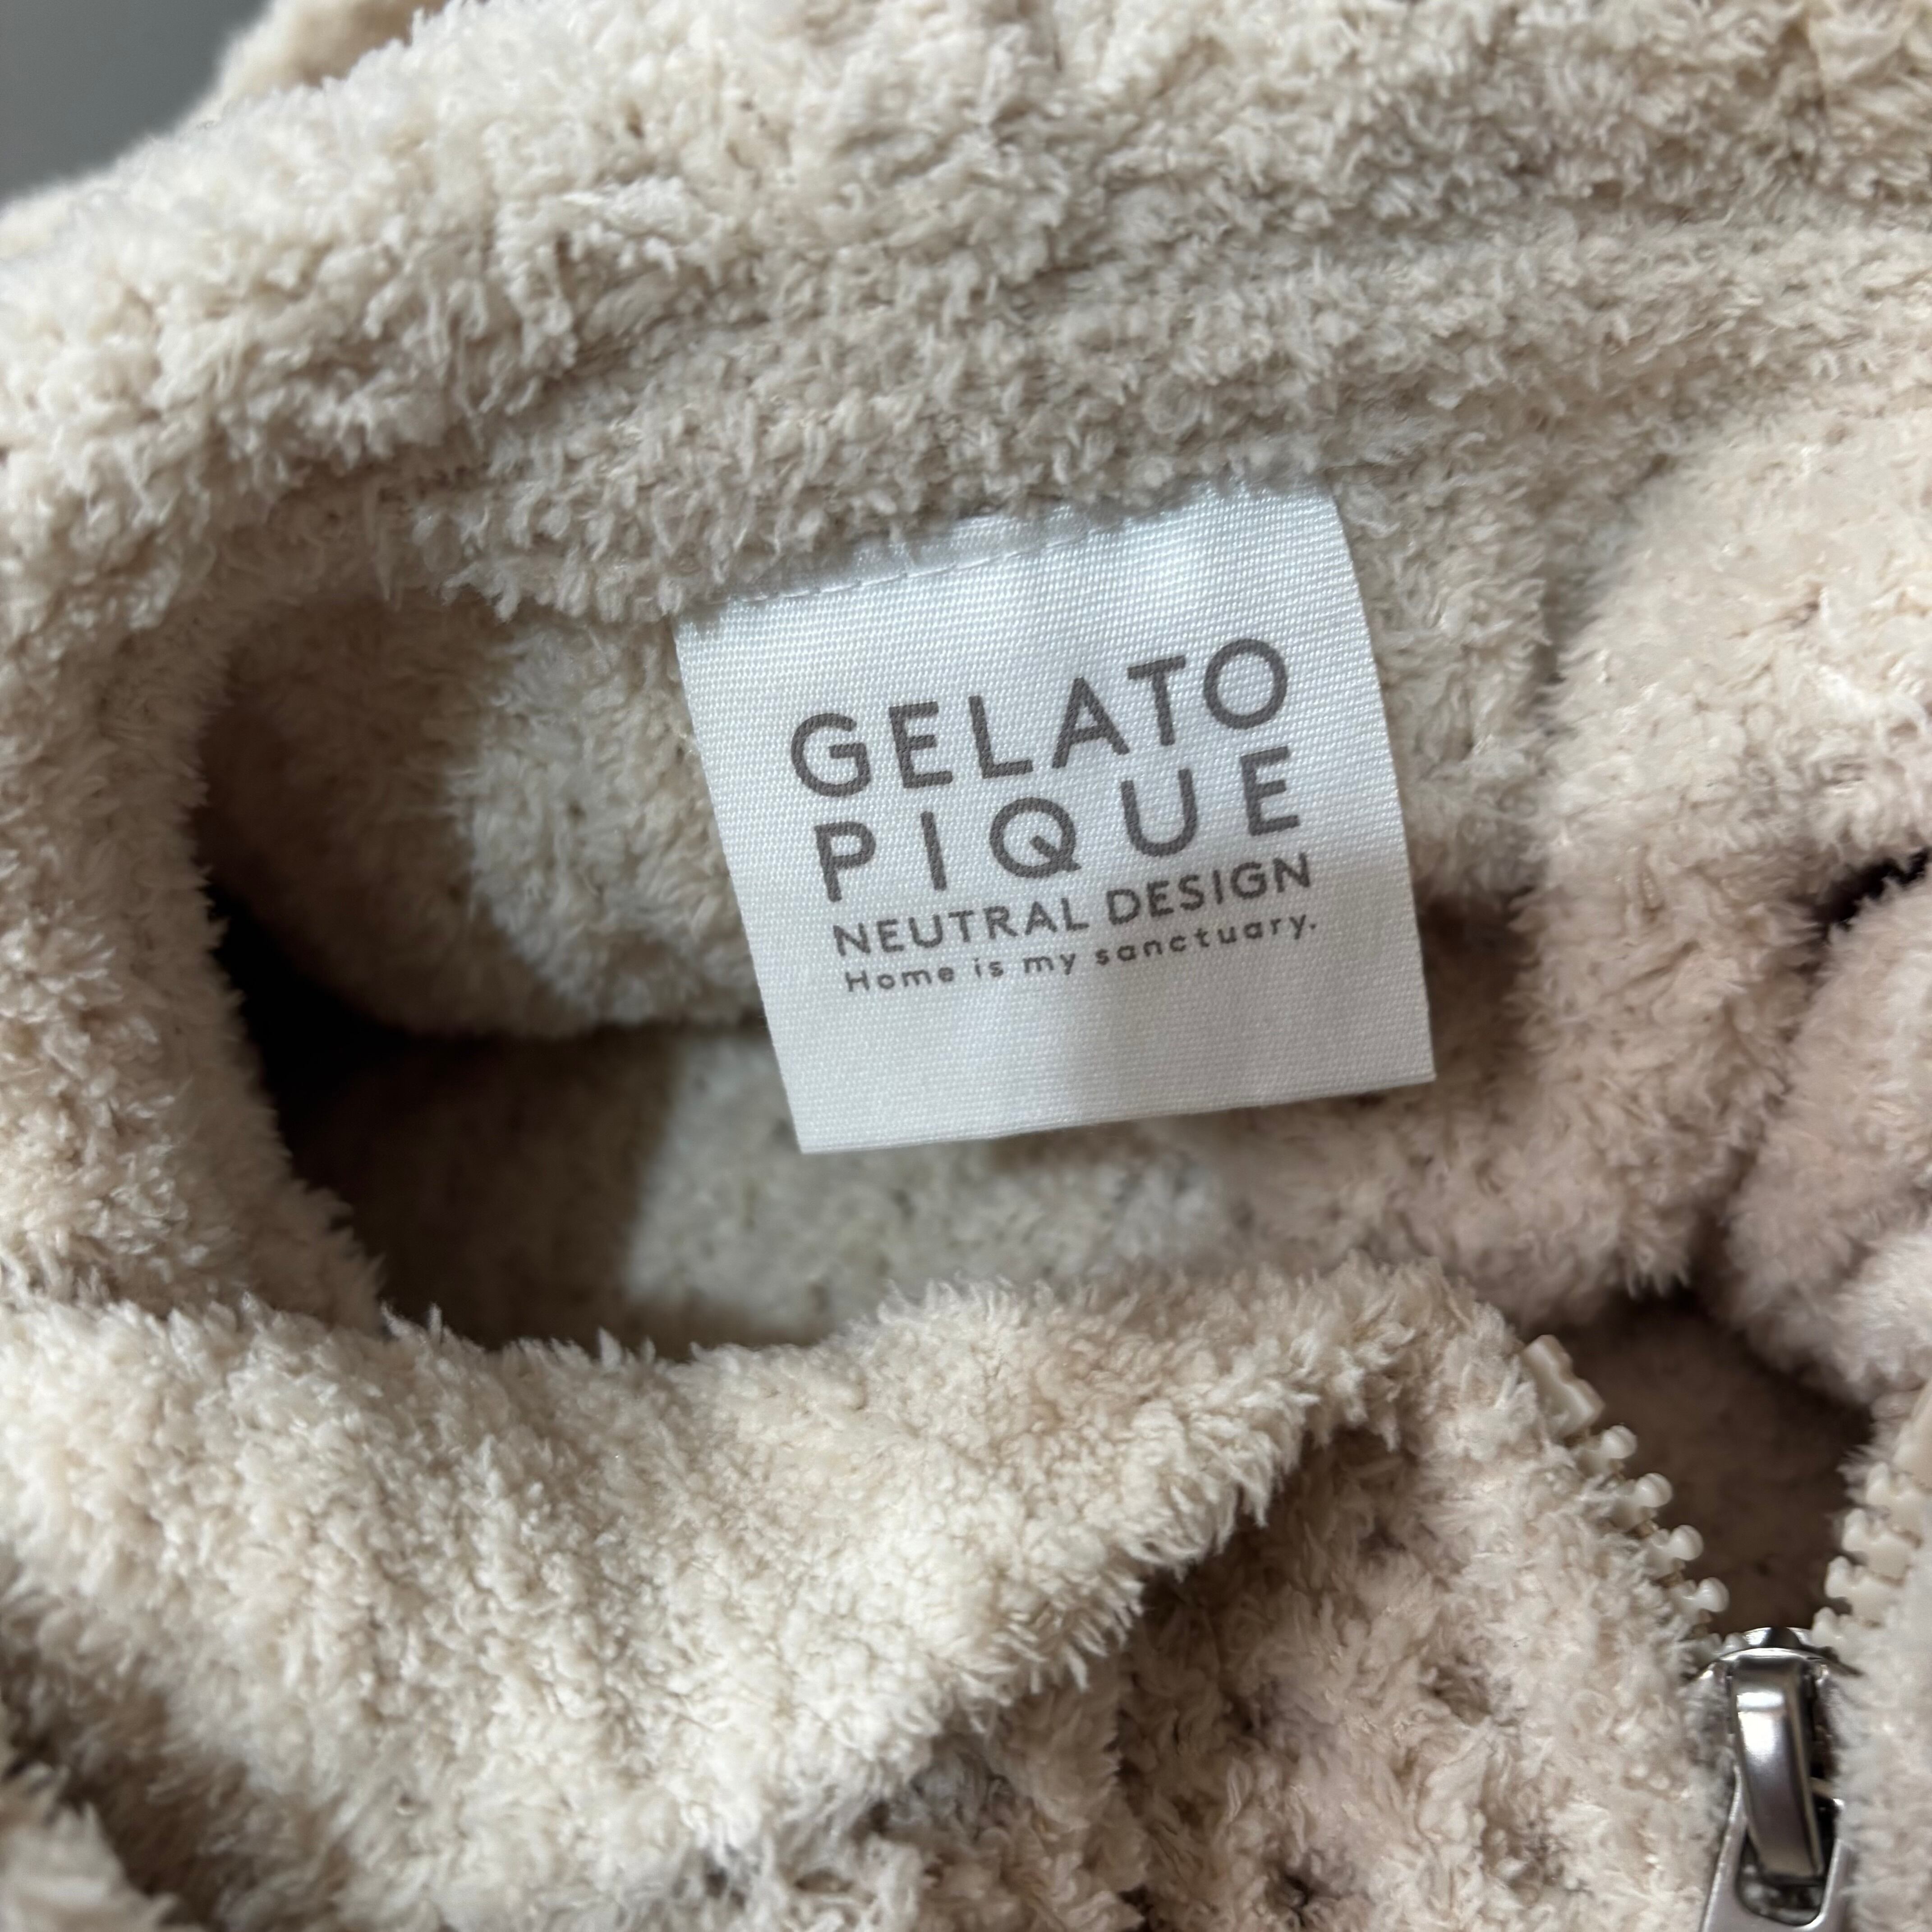 GELATO
PIQUE
NEUTRAL DESIGN
Home is my sanctuary.